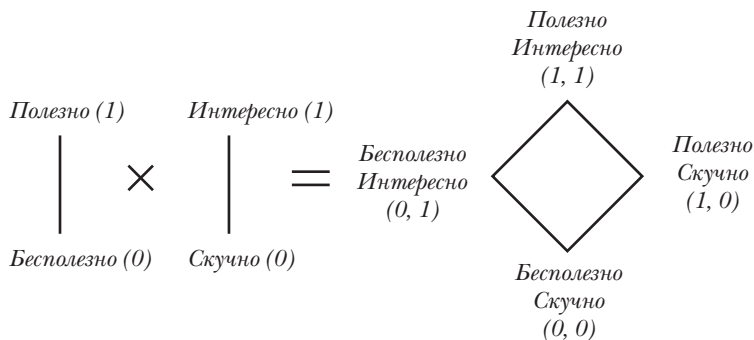 Полезно
Интересно
(1, 1)
Полезно (1)
Интересно (1)
×
=
Бесполезно
Интересно
(0, 1)
Полезно
Скучно
(1, 0)
Бесполезно (0)
Скучно (0)
Бесполезно
Скучно
(0, 0)